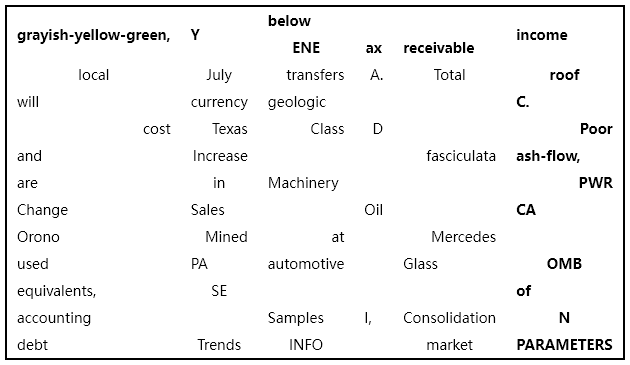 grayish-yellow-green, Y below income
ENE ax receivable
local July transfers A. Total roof
will currency geologic C.
cost Texas Class D Poor
and Increase fasciculata ash-flow,
are in Machinery PWR
Change Sales Oil CA
Orono Mined at Mercedes
used PA automotive Glass OMB
equivalents, SE of
accounting Samples I, Consolidation N
debt Trends INFO market PARAMETERS